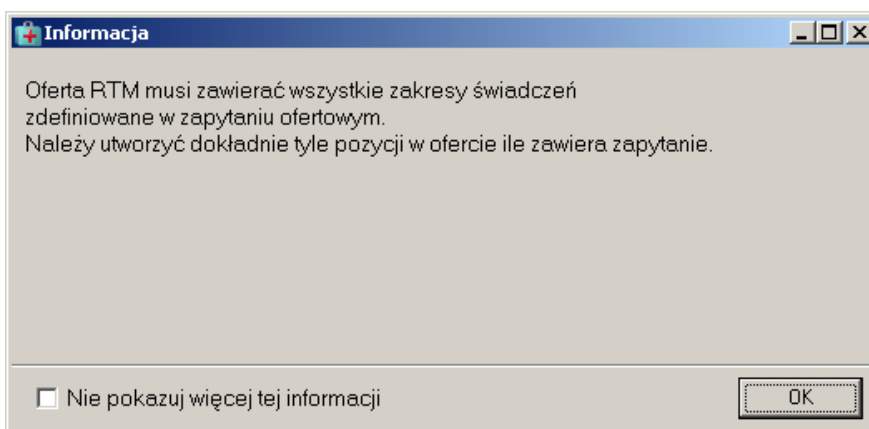 Informacja
Oferta RTM musi zawierać wszystkie zakresy świadczeń
zdefiniowane w zapytaniu ofertowym.
Należy utworzyć dokładnie tyle pozycji w ofercie ile zawiera zapytanie.
Nie pokazuj więcej tej informacji
OK